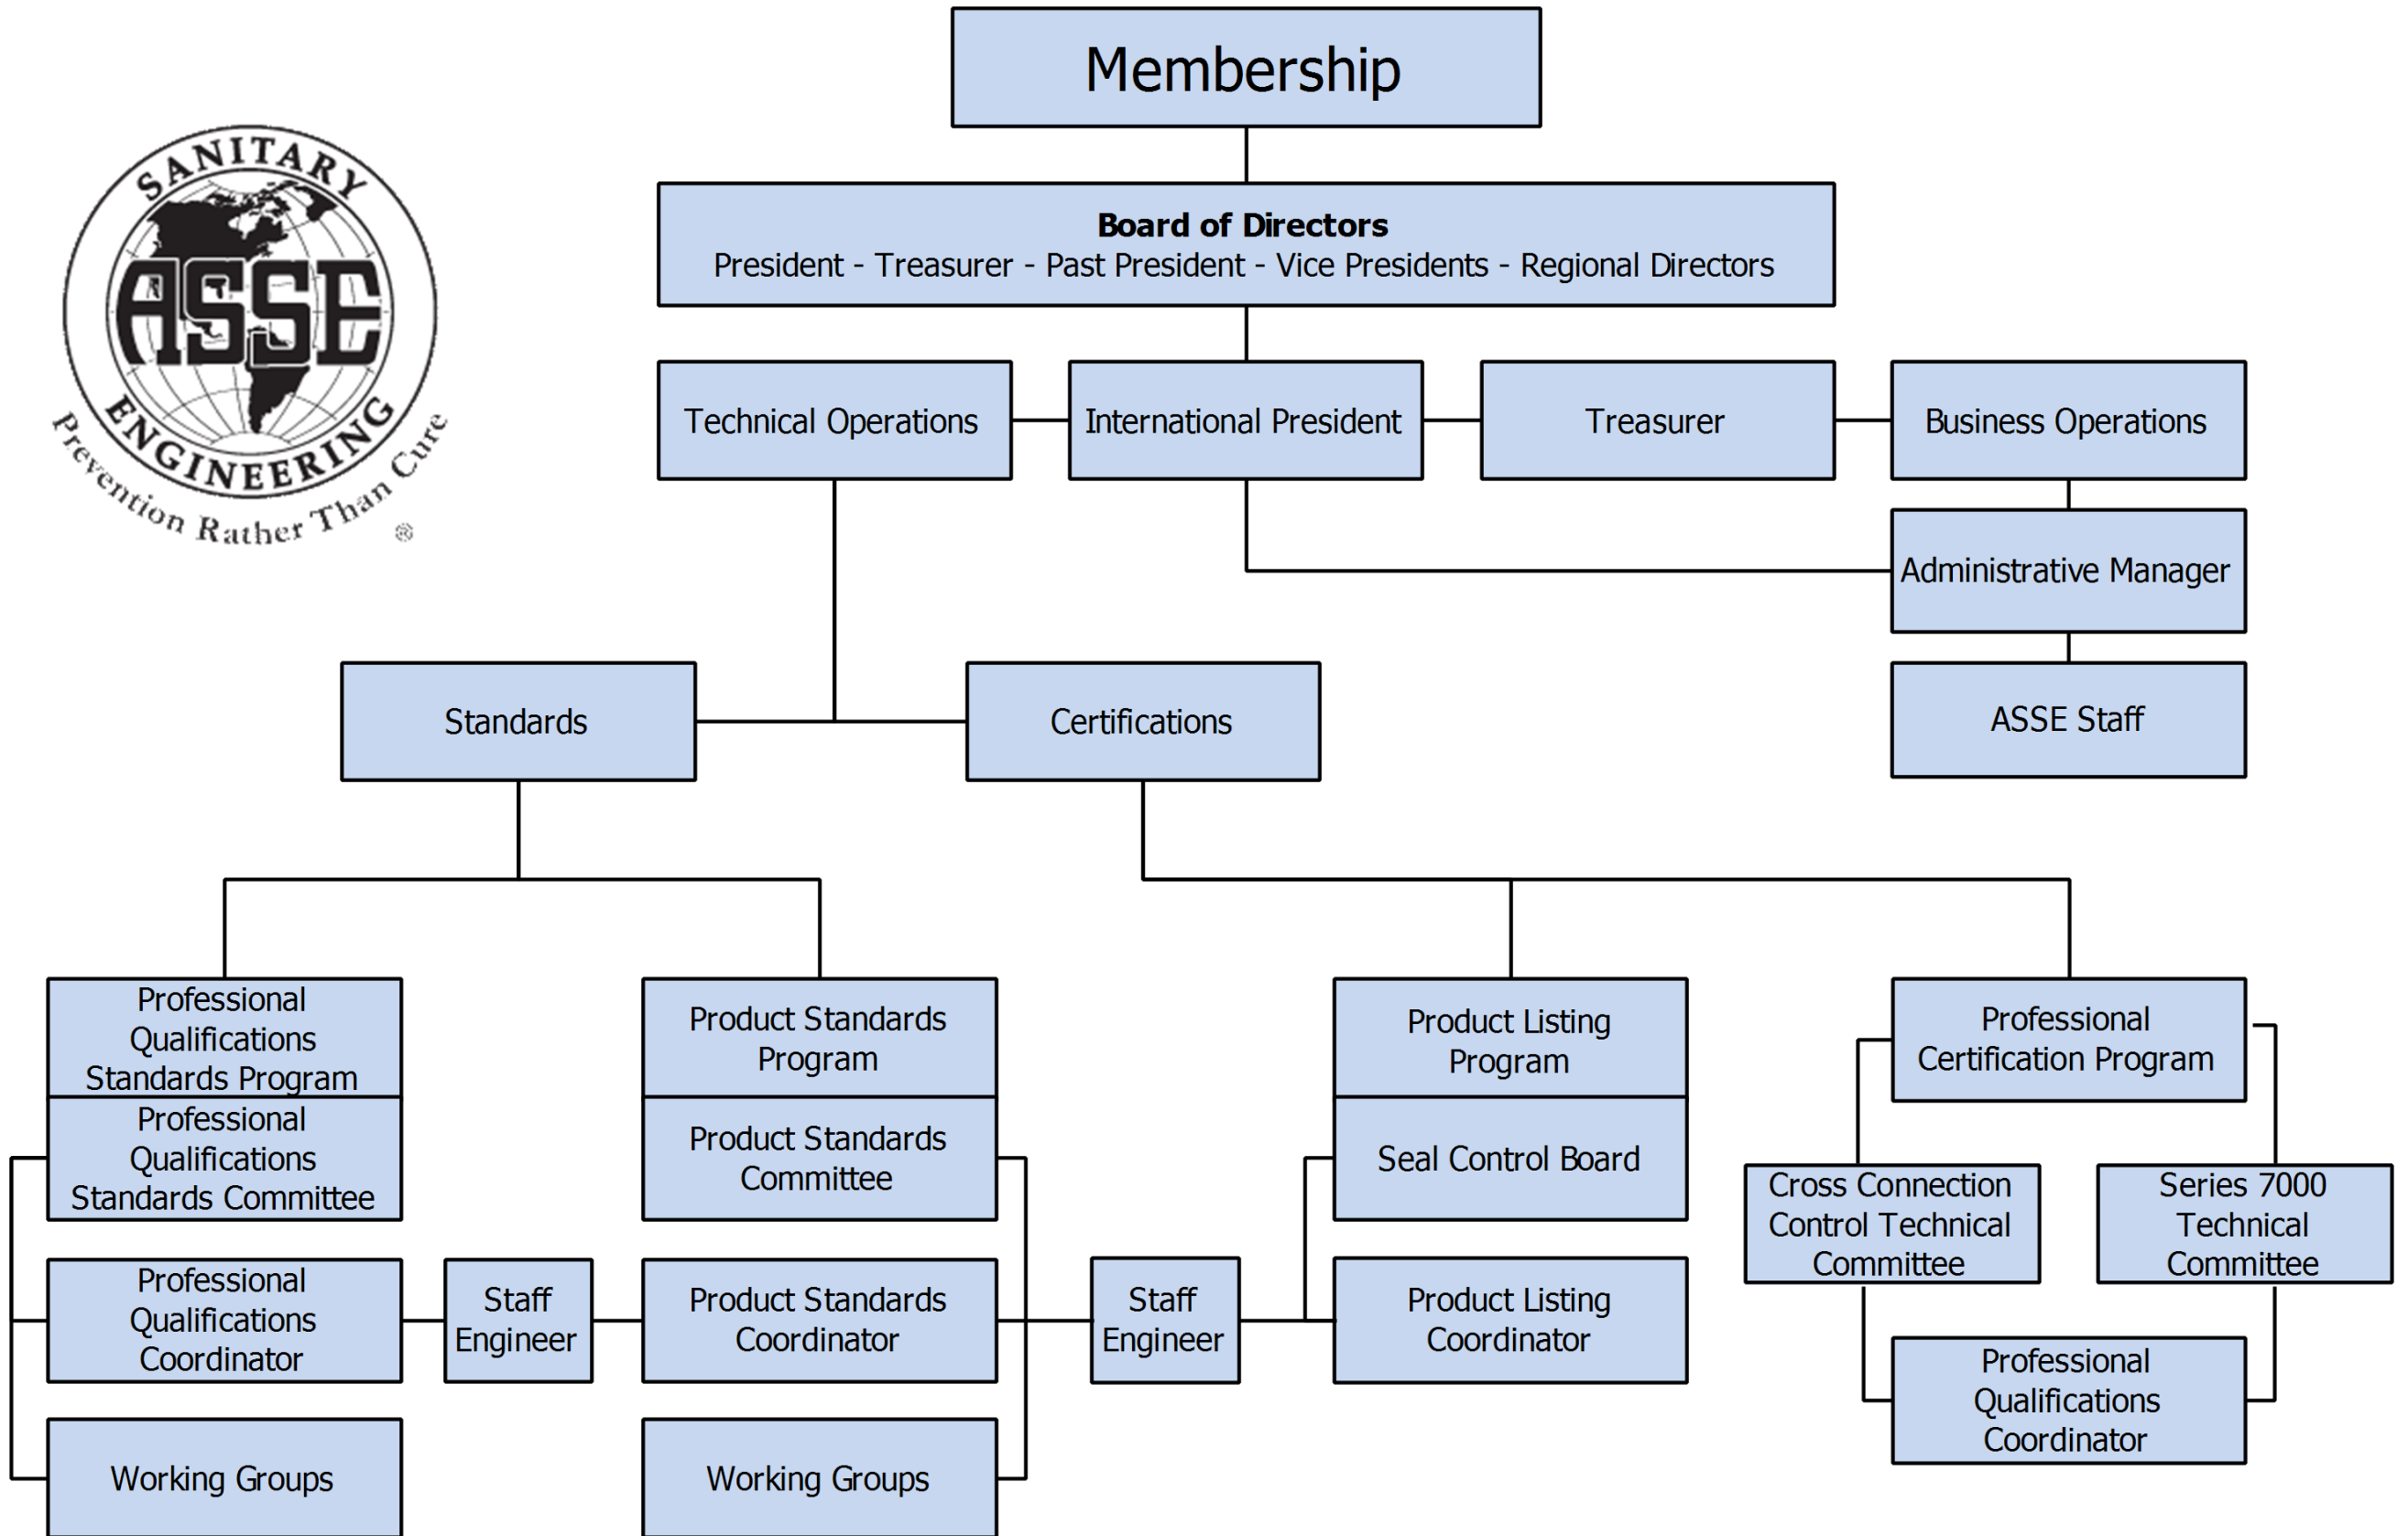 Membership
SANITARY
ASSE
ENGINEERING
Prevention Rather Than Cure
®
Board of Directors
President - Treasurer - Past President - Vice Presidents - Regional Directors
Technical Operations
International President
Treasurer
Business Operations
Administrative Manager
Standards
Certifications
ASSE Staff
Professional
Qualifications
Standards Program
Product Standards
Program
Product Listing
Program
Professional
Certification Program
Professional
Qualifications
Standards Committee
Product Standards
Committee
Seal Control Board
Cross Connection
Control Technical
Committee
Series 7000
Technical
Committee
Professional
Qualifications
Coordinator
Staff
Engineer
Product Standards
Coordinator
Staff
Engineer
Product Listing
Coordinator
Professional
Qualifications
Coordinator
Working Groups
Working Groups